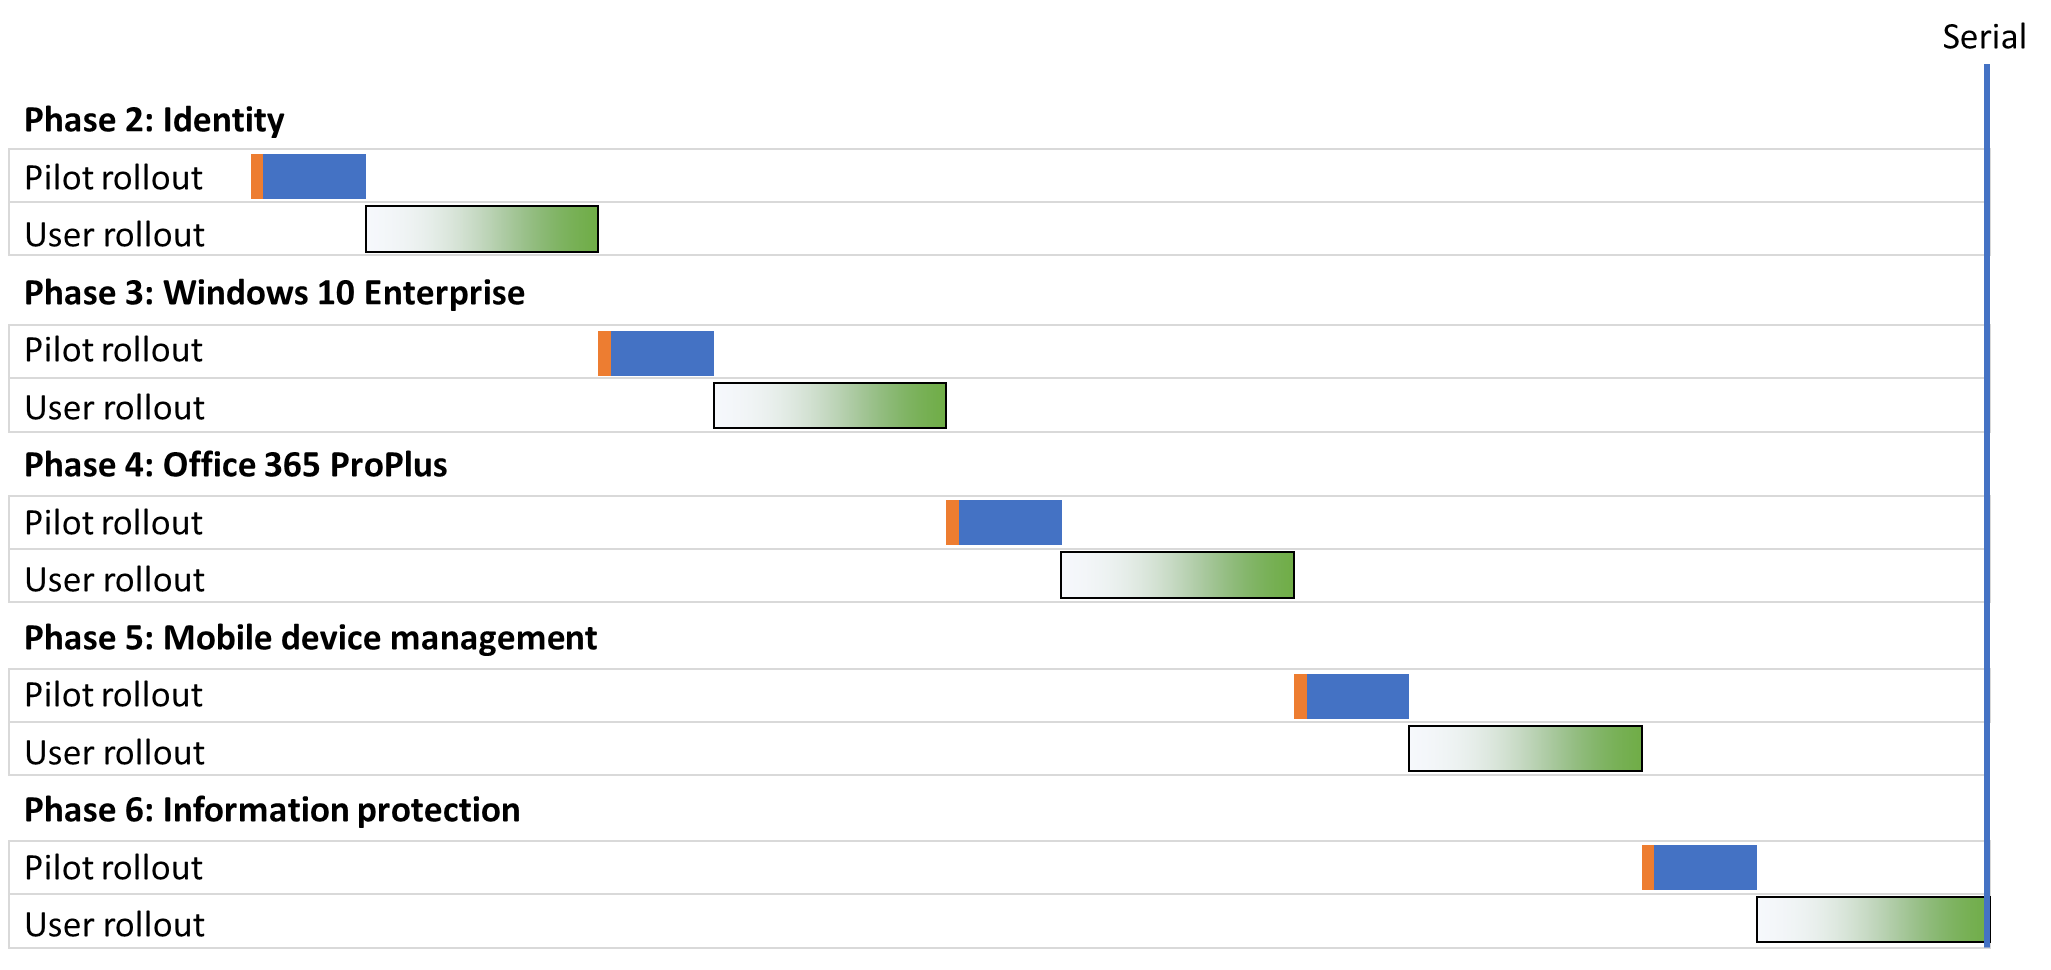 Serial
Phase 2: Identity
Pilot rollout
User rollout
Phase 3: Windows 10 Enterprise
Pilot rollout
User rollout
Phase 4: Office 365 ProPlus
Pilot rollout
User rollout
Phase 5: Mobile device management
Pilot rollout
User rollout
Phase 6: Information protection
Pilot rollout
User rollout